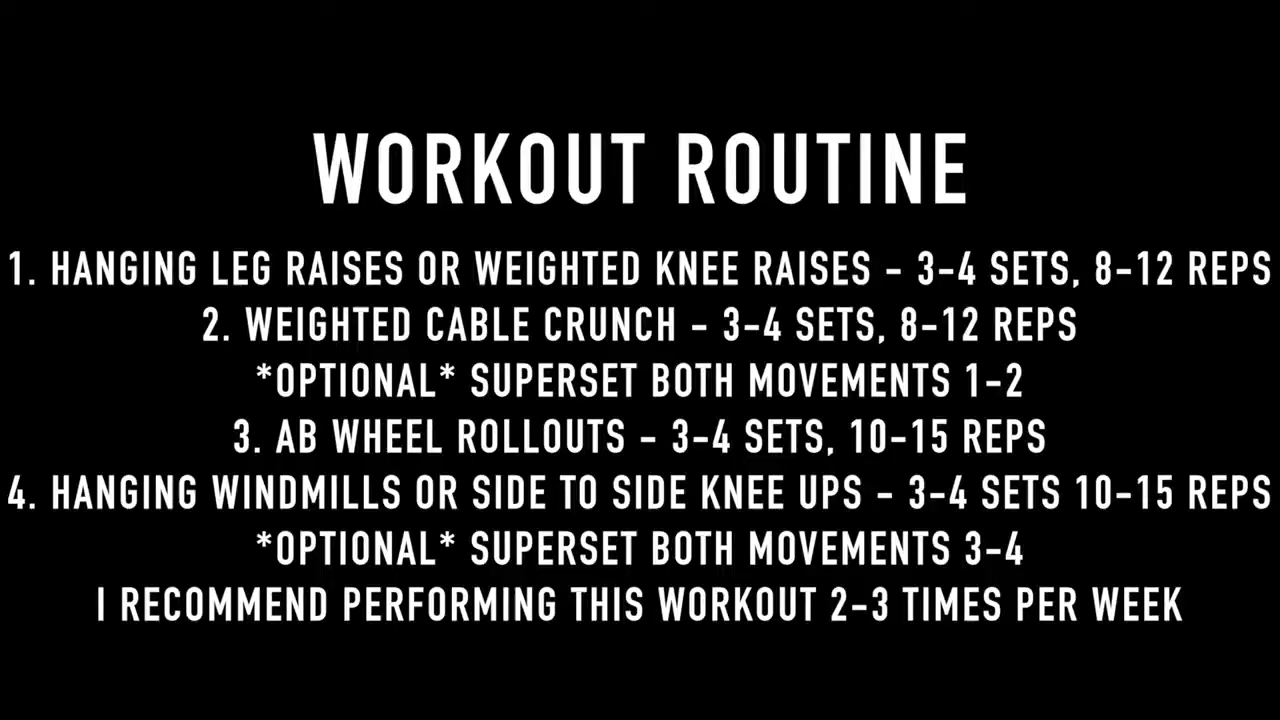 WORKOUT ROUTINE
1. HANGING LEG RAISES OR WEIGHTED KNEE RAISES - 3-4 SETS, 8-12 REPS
2. WEIGHTED CABLE CRUNCH - 3-4 SETS, 8-12 REPS
*OPTIONAL* SUPERSET BOTH MOVEMENTS 1-2
3. AB WHEEL ROLLOUTS - 3-4 SETS, 10-15 REPS
4. HANGING WINDMILLS OR SIDE TO SIDE KNEE UPS - 3-4 SETS 10-15 REPS
*OPTIONAL* SUPERSET BOTH MOVEMENTS 3-4
I RECOMMEND PERFORMING THIS WORKOUT 2-3 TIMES PER WEEK